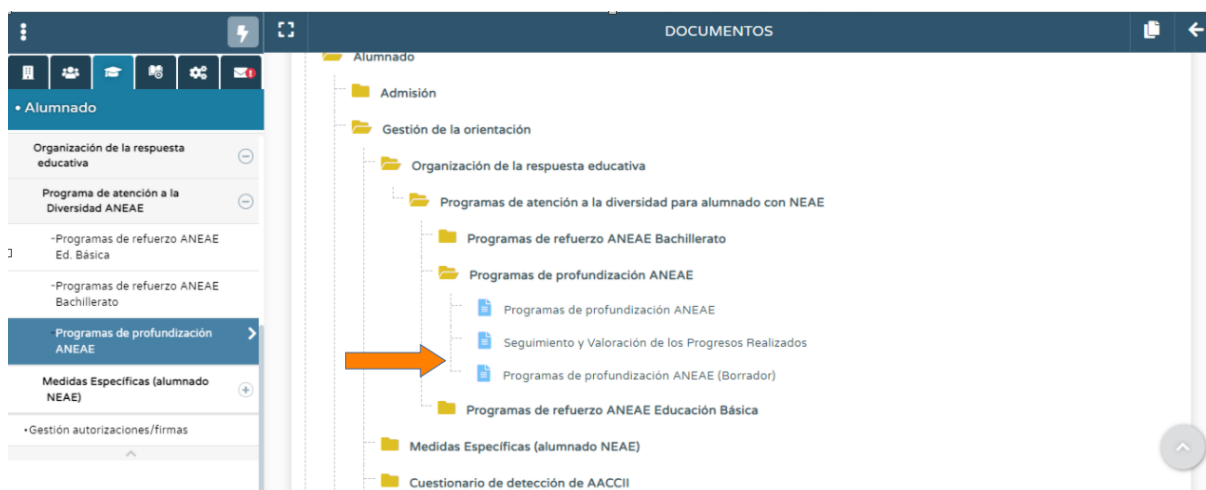 DOCUMENTOS
• Alumnado
Organización de la respuesta
educativa
Programa de atención a la
Diversidad ANEAE
-Programas de refuerzo ANEAE
Ed. Básica
-Programas de refuerzo ANEAE
Bachillerato
-Programas de profundización
ANEAE
Medidas Específicas (alumnado
NEAE)
•Gestión autorizaciones/firmas
Alumnado
Admisión
Gestión de la orientación
Organización de la respuesta educativa
Programas de atención a la diversidad para alumnado con NEAE
Programas de refuerzo ANEAE Bachillerato
Programas de profundización ANEAE
Programas de profundización ANEAE
Seguimiento y Valoración de los Progresos Realizados
Programas de profundización ANEAE (Borrador)
Programas de refuerzo ANEAE Educación Básica
Medidas Específicas (alumnado NEAE)
Cuestionario de detección de AACCII